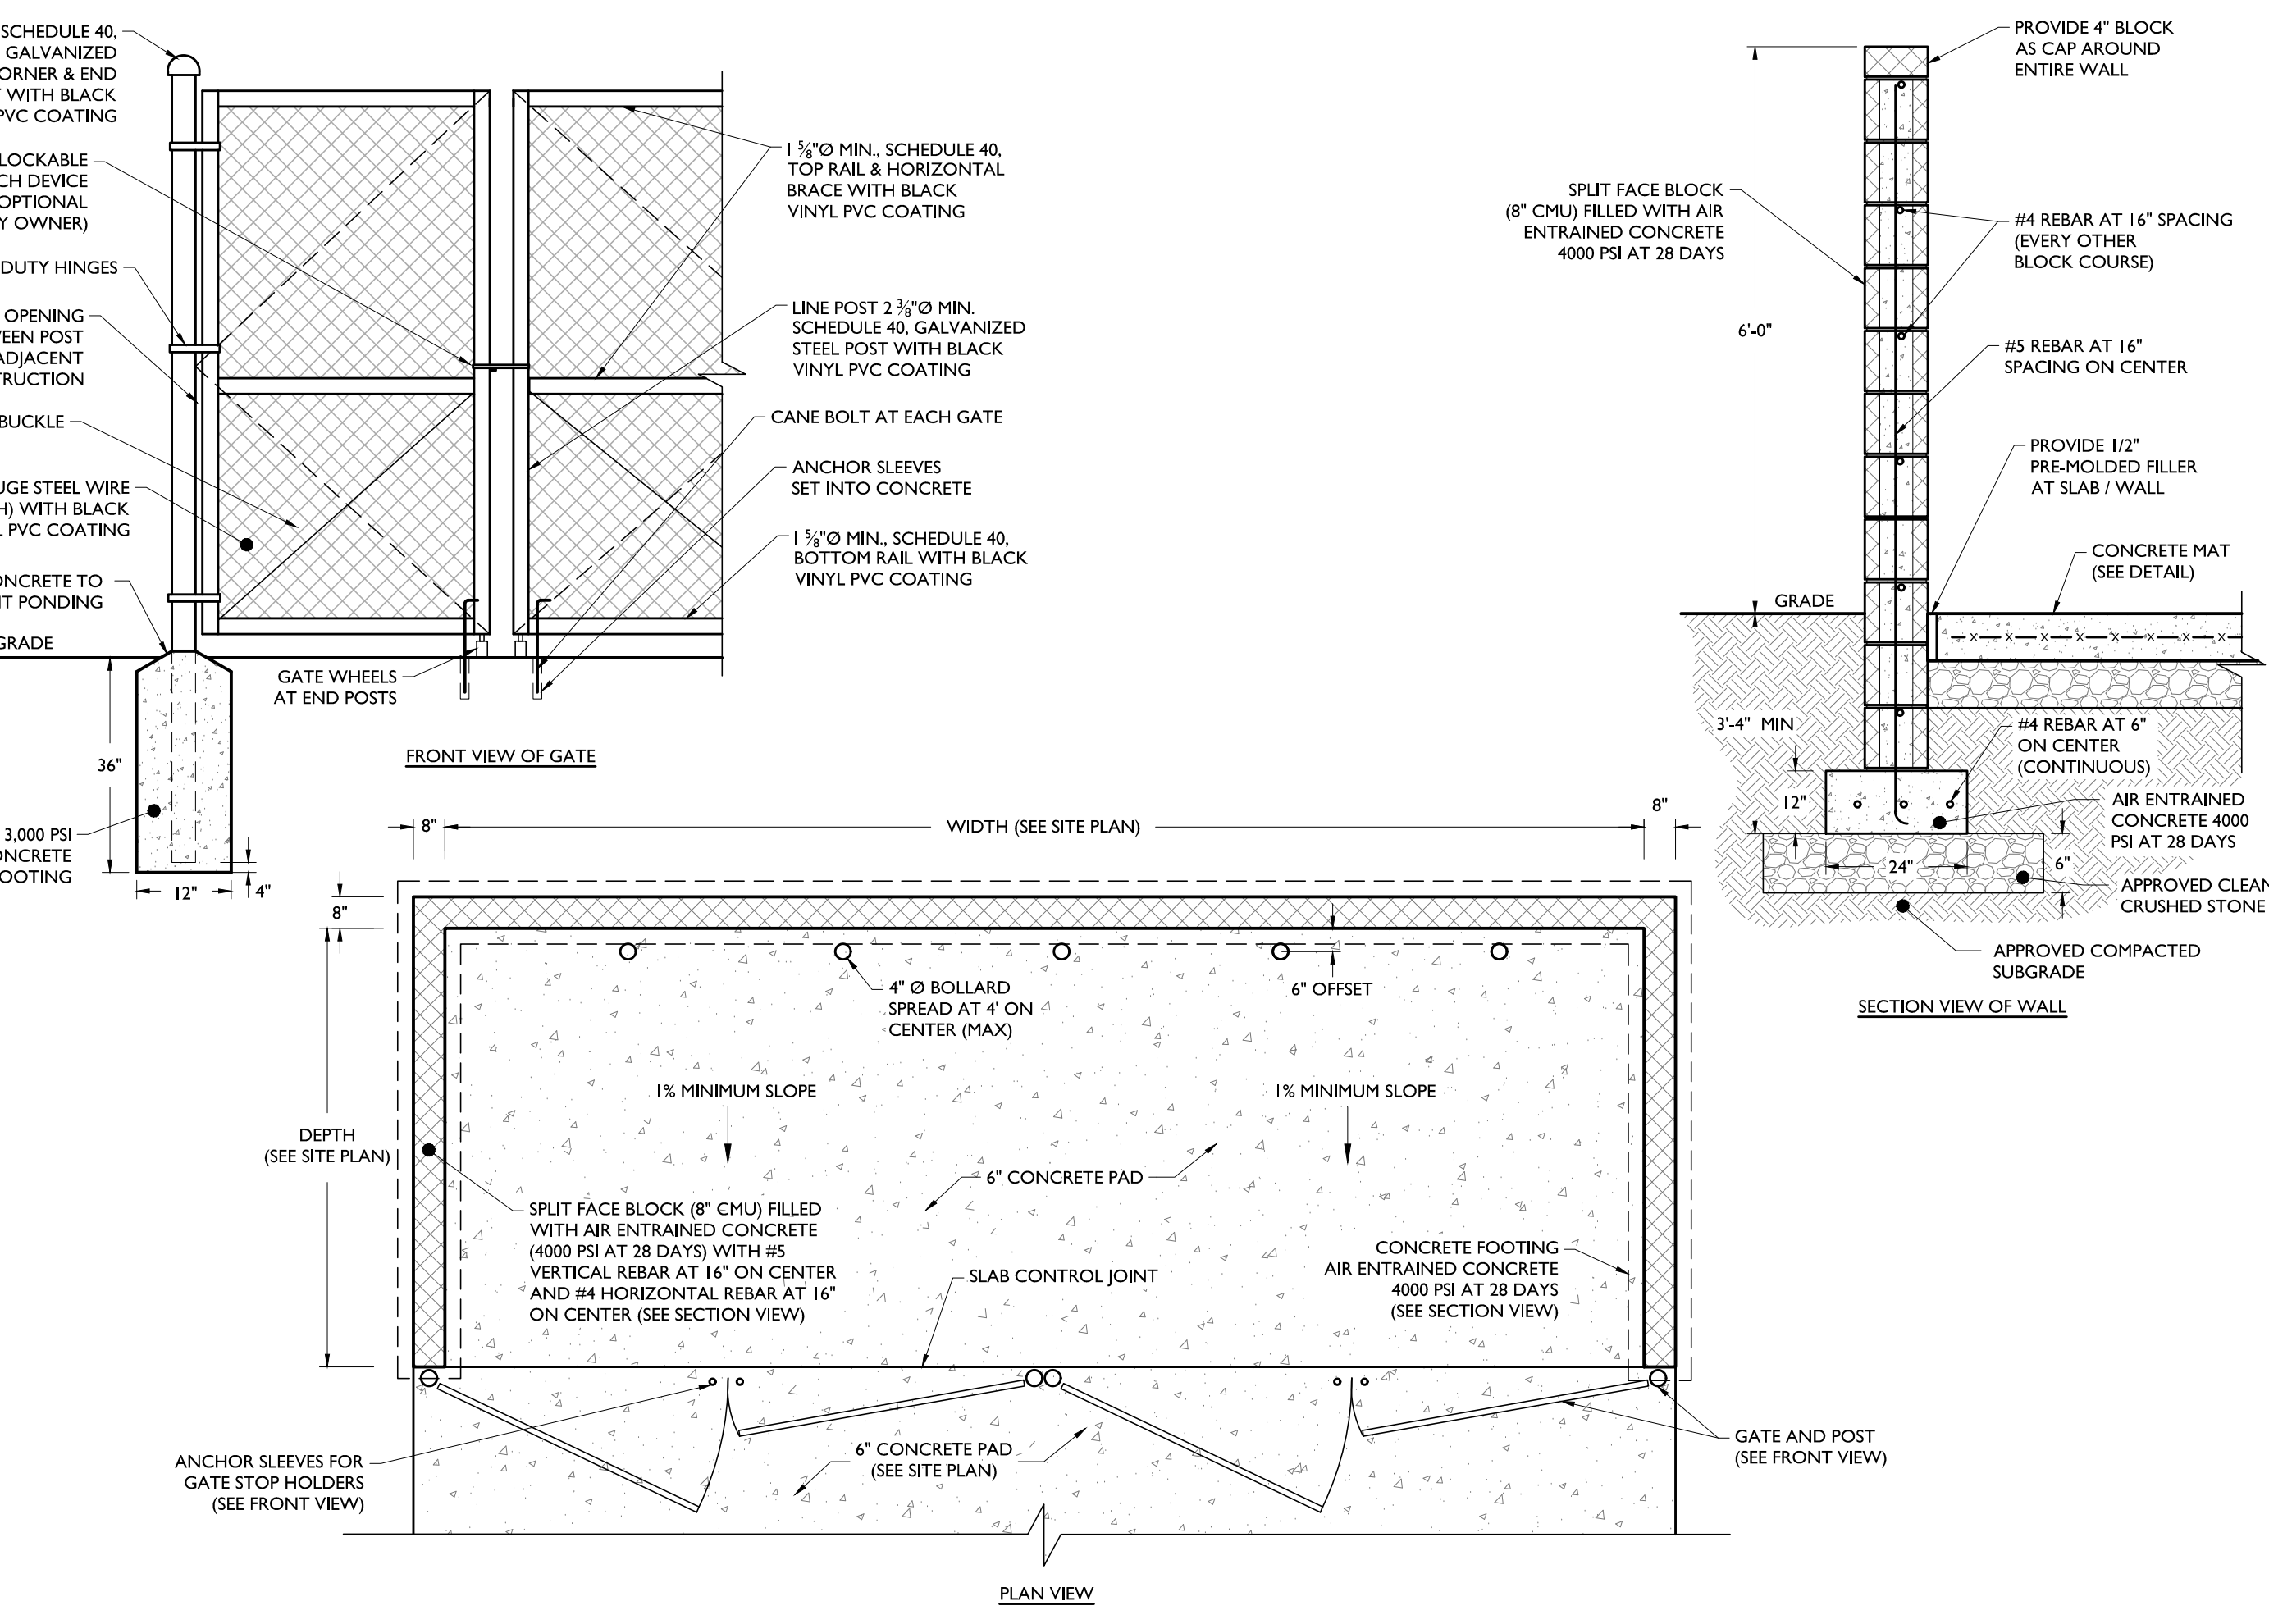 SCHEDULE 40,
GALVANIZED
ORNER & END
WITH BLACK
PVC COATING
LOCKABLE
CH DEVICE
OPTIONAL
Y OWNER)
DUTY HINGES
OPENING
VEEN POST
ADJACENT
TRUCTION
BUCKLE
UGE STEEL WIRE
H) WITH BLACK
L PVC COATING
ONCRETE TO
IT PONDING
GRADE
36"
3,000 PSI
ONCRETE
OOTING
12"
4"
GATE WHEELS
AT END POSTS
1 5/8"Ø MIN., SCHEDULE 40,
TOP RAIL & HORIZONTAL
BRACE WITH BLACK
VINYL PVC COATING
LINE POST 2 3/8"Ø MIN.
SCHEDULE 40, GALVANIZED
STEEL POST WITH BLACK
VINYL PVC COATING
CANE BOLT AT EACH GATE
ANCHOR SLEEVES
SET INTO CONCRETE
1 5/8"Ø MIN., SCHEDULE 40,
BOTTOM RAIL WITH BLACK
VINYL PVC COATING
FRONT VIEW OF GATE
PROVIDE 4" BLOCK
AS CAP AROUND
ENTIRE WALL
SPLIT FACE BLOCK
(8" CMU) FILLED WITH AIR
ENTRAINED CONCRETE
4000 PSI AT 28 DAYS
#4 REBAR AT 16" SPACING
(EVERY OTHER
BLOCK COURSE)
6'-0"
#5 REBAR AT 16"
SPACING ON CENTER
PROVIDE 1/2"
PRE-MOLDED FILLER
AT SLAB / WALL
CONCRETE MAT
(SEE DETAIL)
GRADE
X X X X X X X X
3'-4" MIN
#4 REBAR AT 6"
ON CENTER
(CONTINUOUS)
12"
AIR ENTRAINED
CONCRETE 4000
PSI AT 28 DAYS
24"
6"
APPROVED CLEAN
CRUSHED STONE
APPROVED COMPACTED
SUBGRADE
SECTION VIEW OF WALL
8"
WIDTH (SEE SITE PLAN)
8"
8"
4" Ø BOLLARD
SPREAD AT 4' ON
CENTER (MAX)
6" OFFSET
1% MINIMUM SLOPE
1% MINIMUM SLOPE
DEPTH
(SEE SITE PLAN)
6" CONCRETE PAD
SPLIT FACE BLOCK (8" CMU) FILLED
WITH AIR ENTRAINED CONCRETE
(4000 PSI AT 28 DAYS) WITH #5
VERTICAL REBAR AT 16" ON CENTER
AND #4 HORIZONTAL REBAR AT 16"
ON CENTER (SEE SECTION VIEW)
SLAB CONTROL JOINT
CONCRETE FOOTING
AIR ENTRAINED CONCRETE
4000 PSI AT 28 DAYS
(SEE SECTION VIEW)
ANCHOR SLEEVES FOR
GATE STOP HOLDERS
(SEE FRONT VIEW)
6" CONCRETE PAD
(SEE SITE PLAN)
GATE AND POST
(SEE FRONT VIEW)
PLAN VIEW